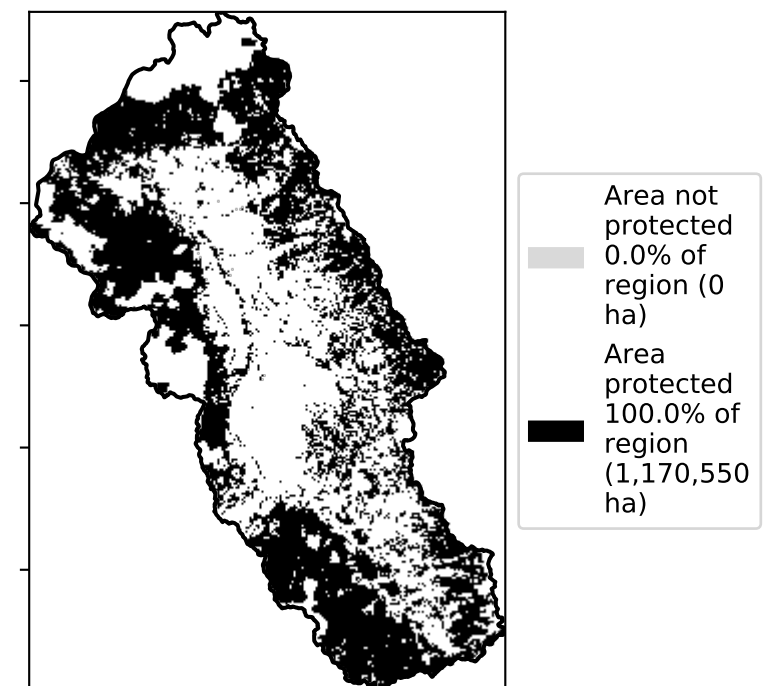 Area not
protected
0.0% of
region (0
ha)
Area
protected
100.0% of
region
(1,170,550
ha)